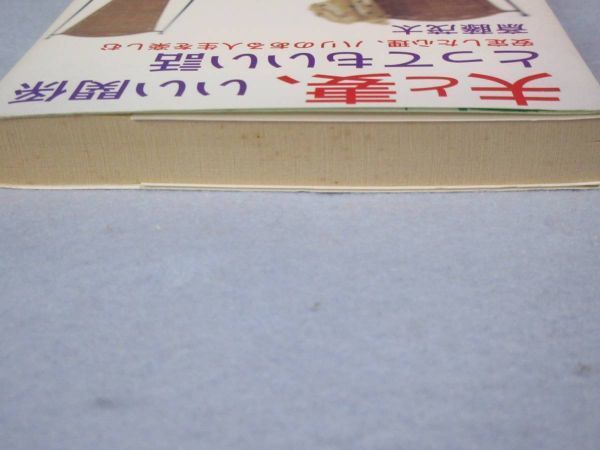 夫と妻、いい関係
とってもいい話
安定した心理、ハリのある人生を楽しむ
斎藤茂太